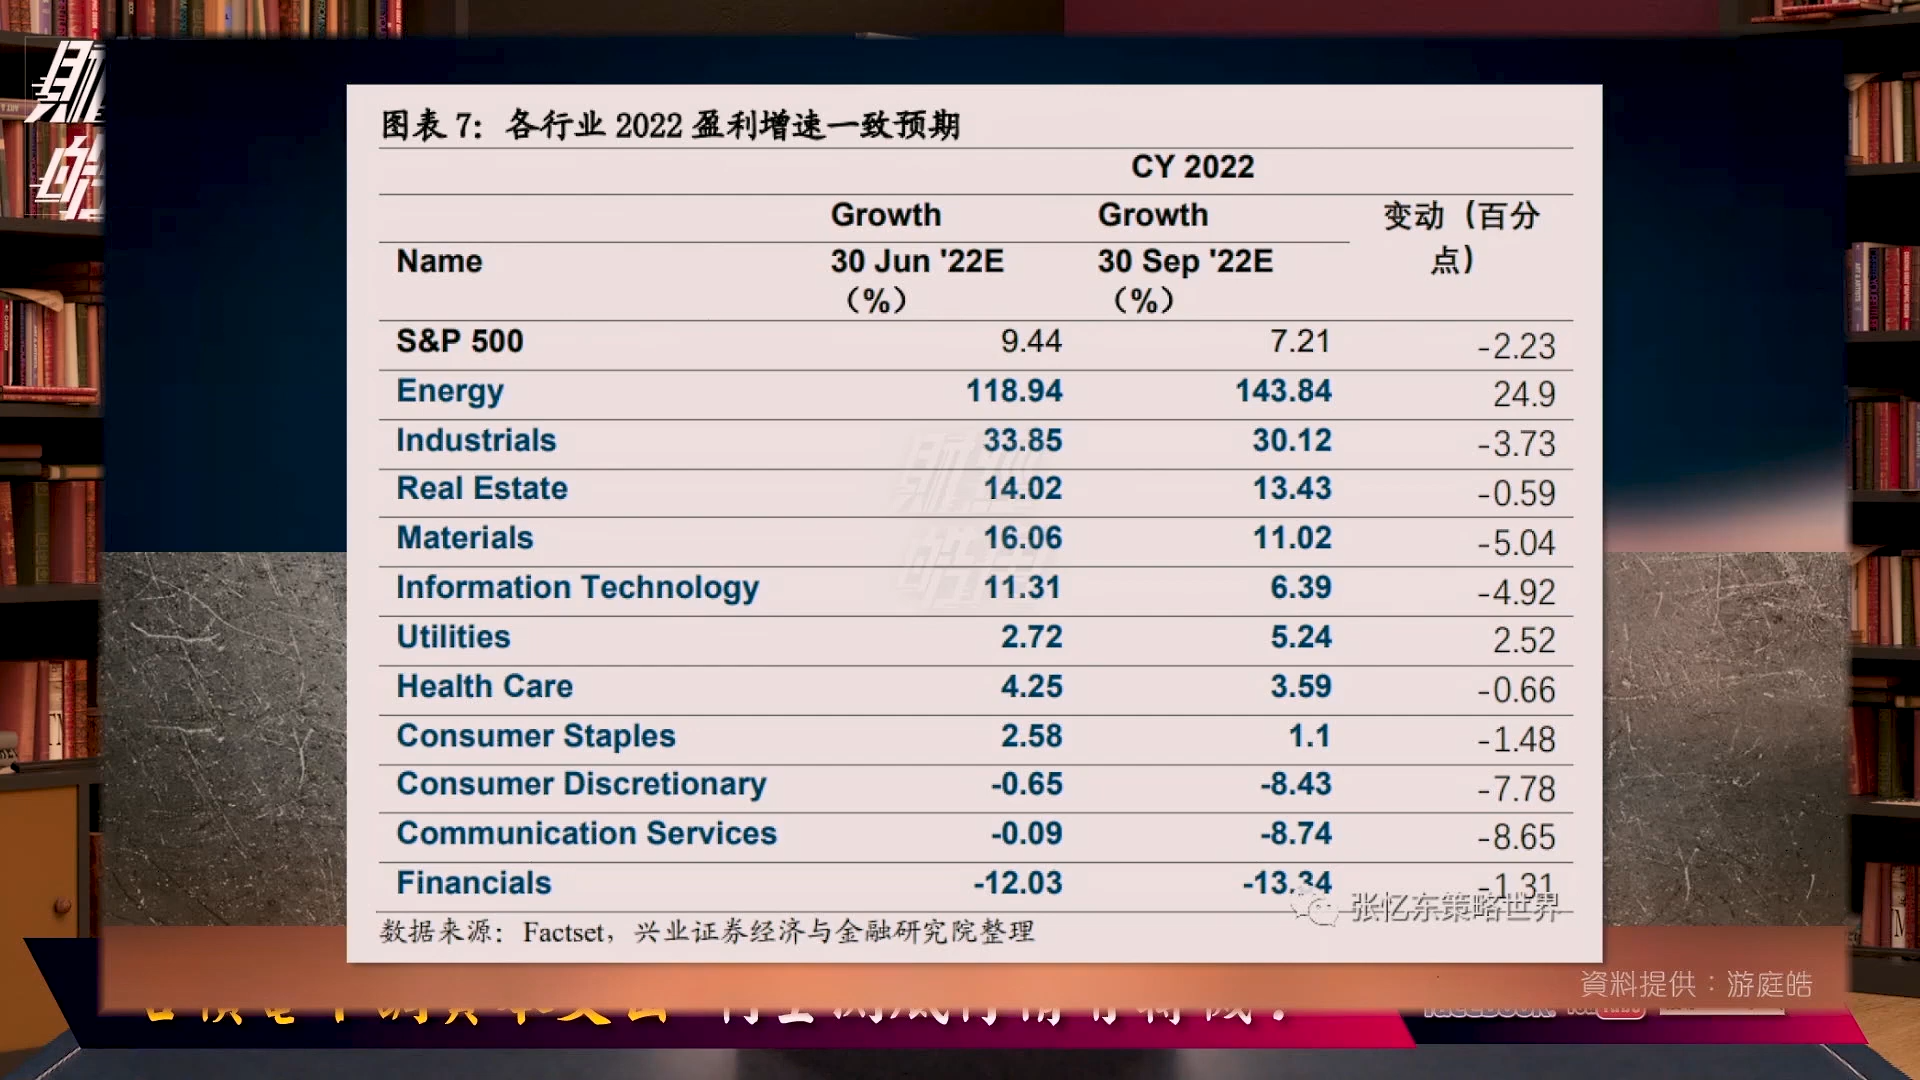 图表 7：各行业 2022 盈利增速一致预期
CY 2022
Growth Growth 变动（百分点）
Name 30 Jun '22E（%） 30 Sep '22E（%）
S&P 500 9.44 7.21 -2.23
Energy 118.94 143.84 24.9
Industrials 33.85 30.12 -3.73
Real Estate 14.02 13.43 -0.59
Materials 16.06 11.02 -5.04
Information Technology 11.31 6.39 -4.92
Utilities 2.72 5.24 2.52
Health Care 4.25 3.59 -0.66
Consumer Staples 2.58 1.1 -1.48
Consumer Discretionary -0.65 -8.43 -7.78
Communication Services -0.09 -8.74 -8.65
Financials -12.03 -13.34 -1.31
张忆东策略世界
数据来源：Factset，兴业证券经济与金融研究院整理
資料提供：游庭皓